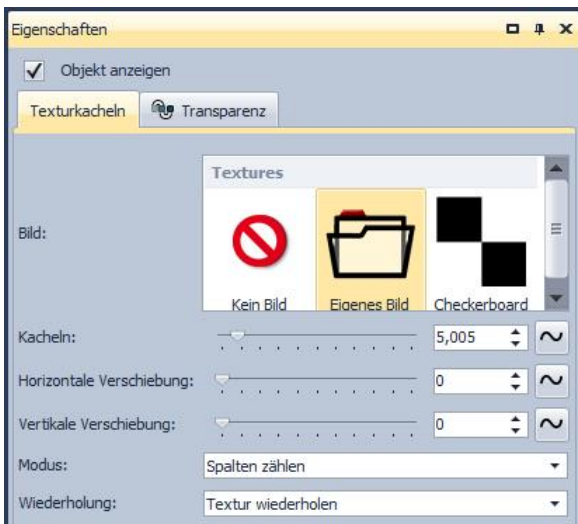 Eigenschaften
Objekt anzeigen
Texturkacheln Transparenz
Textures
Bild:
Kein Bild Eigenes Bild Checkerboard
Kacheln: 5,005
Horizontale Verschiebung: 0
Vertikale Verschiebung: 0
Modus: Spalten zählen
Wiederholung: Textur wiederholen